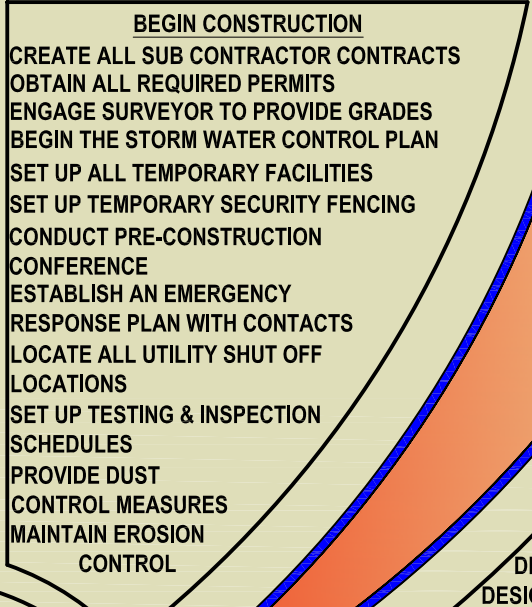 BEGIN CONSTRUCTION
CREATE ALL SUB CONTRACTOR CONTRACTS
OBTAIN ALL REQUIRED PERMITS
ENGAGE SURVEYOR TO PROVIDE GRADES
BEGIN THE STORM WATER CONTROL PLAN
SET UP ALL TEMPORARY FACILITIES
SET UP TEMPORARY SECURITY FENCING
CONDUCT PRE-CONSTRUCTION
CONFERENCE
ESTABLISH AN EMERGENCY
RESPONSE PLAN WITH CONTACTS
LOCATE ALL UTILITY SHUT OFF
LOCATIONS
SET UP TESTING & INSPECTION
SCHEDULES
PROVIDE DUST
CONTROL MEASURES
MAINTAIN EROSION
CONTROL